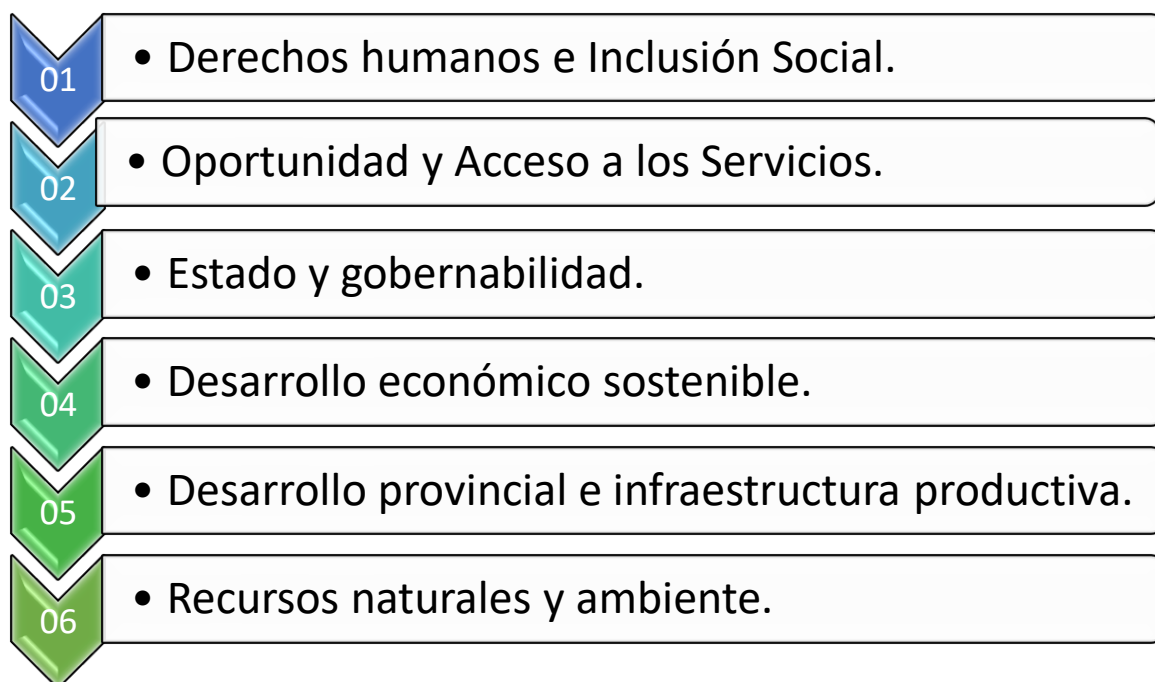 01
• Derechos humanos e Inclusión Social.
02
• Oportunidad y Acceso a los Servicios.
03
• Estado y gobernabilidad.
04
• Desarrollo económico sostenible.
05
• Desarrollo provincial e infraestructura productiva.
06
• Recursos naturales y ambiente.